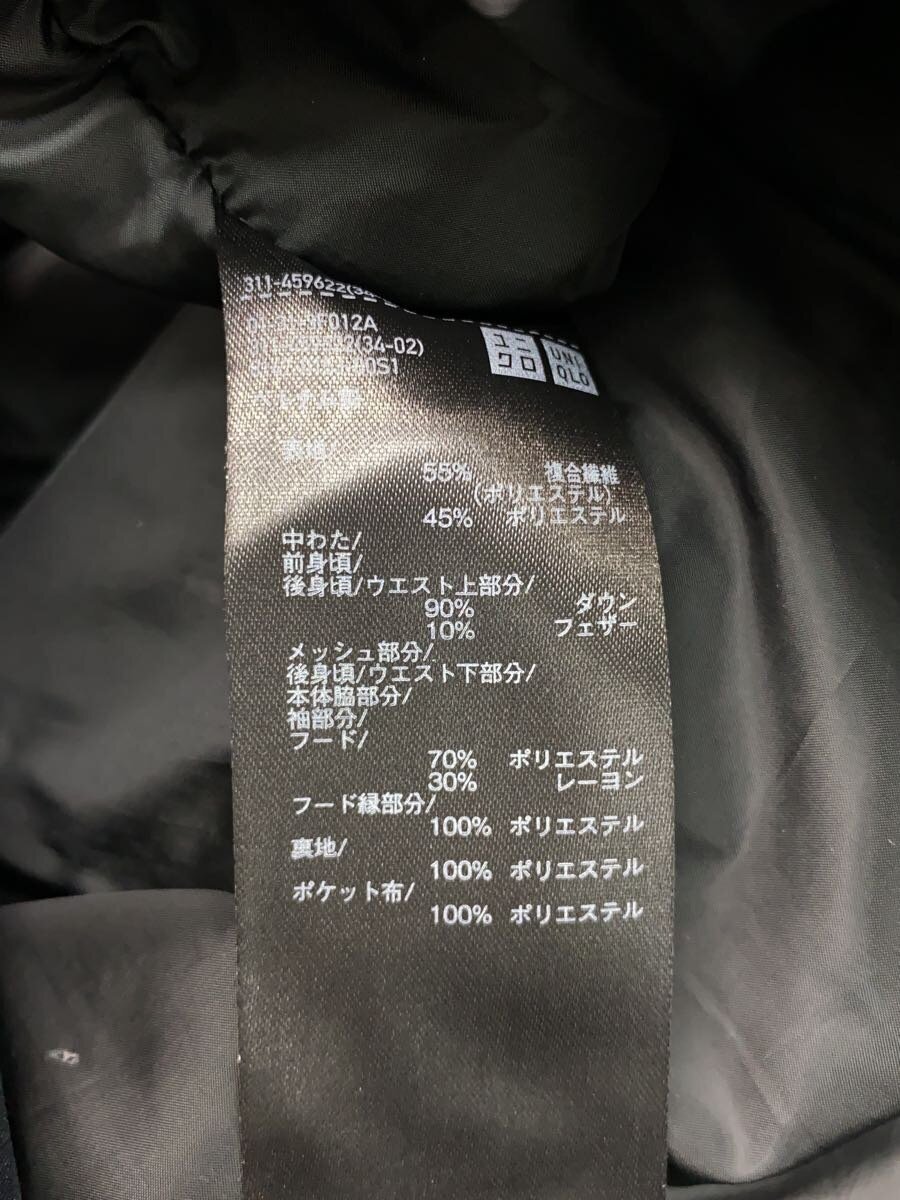 311-459622(34-
(34-02)
ユニクロ
UNIQLO
55% 複合繊維
(ポリエステル)
45% ポリエステル
中わた/
前身頃/
後身頃/ウエスト上部分/
90% ダウン
10% フェザー
メッシュ部分/
後身頃/ウエスト下部分/
本体脇部分/
袖部分/
フード/
70% ポリエステル
30% レーヨン
フード縁部分/
100% ポリエステル
裏地/
100% ポリエステル
ポケット布/
100% ポリエステル